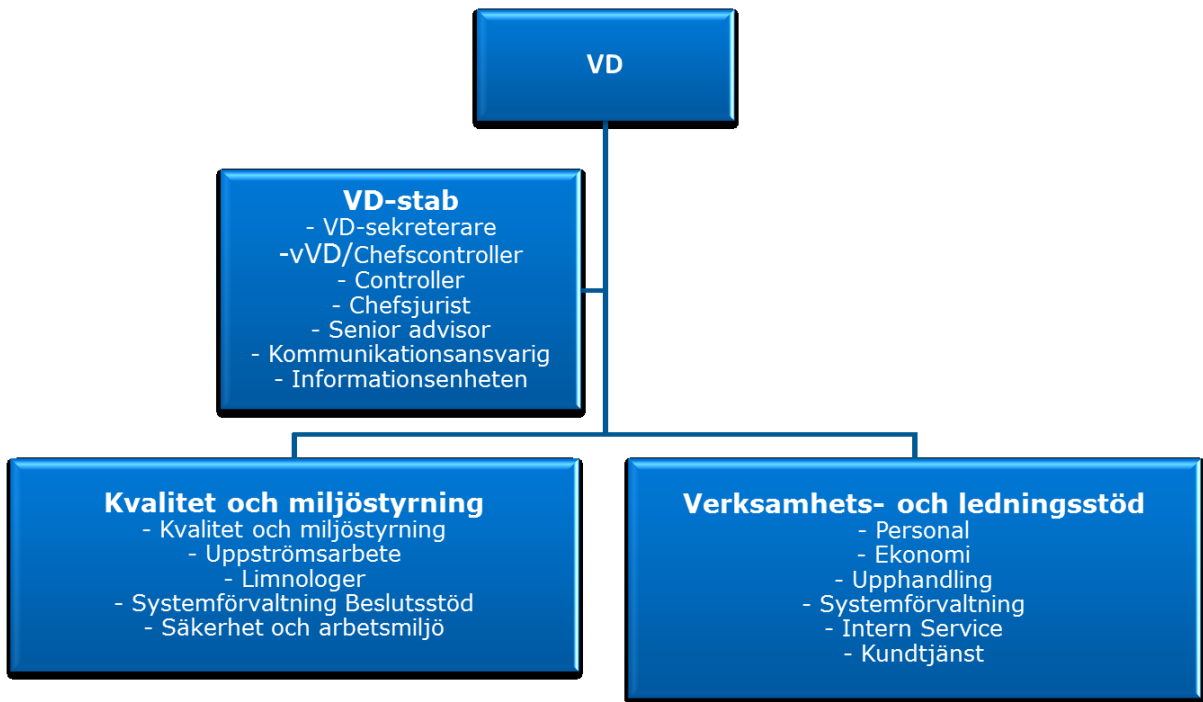 VD
VD-stab
- VD-sekreterare
-vVD/Chefscontroller
- Controller
- Chefsjurist
- Senior advisor
- Kommunikationsansvarig
- Informationsenheten
Kvalitet och miljöstyrning
- Kvalitet och miljöstyrning
- Uppströmsarbete
- Limnologer
- Systemförvaltning Beslutsstöd
- Säkerhet och arbetsmiljö
Verksamhets- och ledningsstöd
- Personal
- Ekonomi
- Upphandling
- Systemförvaltning
- Intern Service
- Kundtjänst